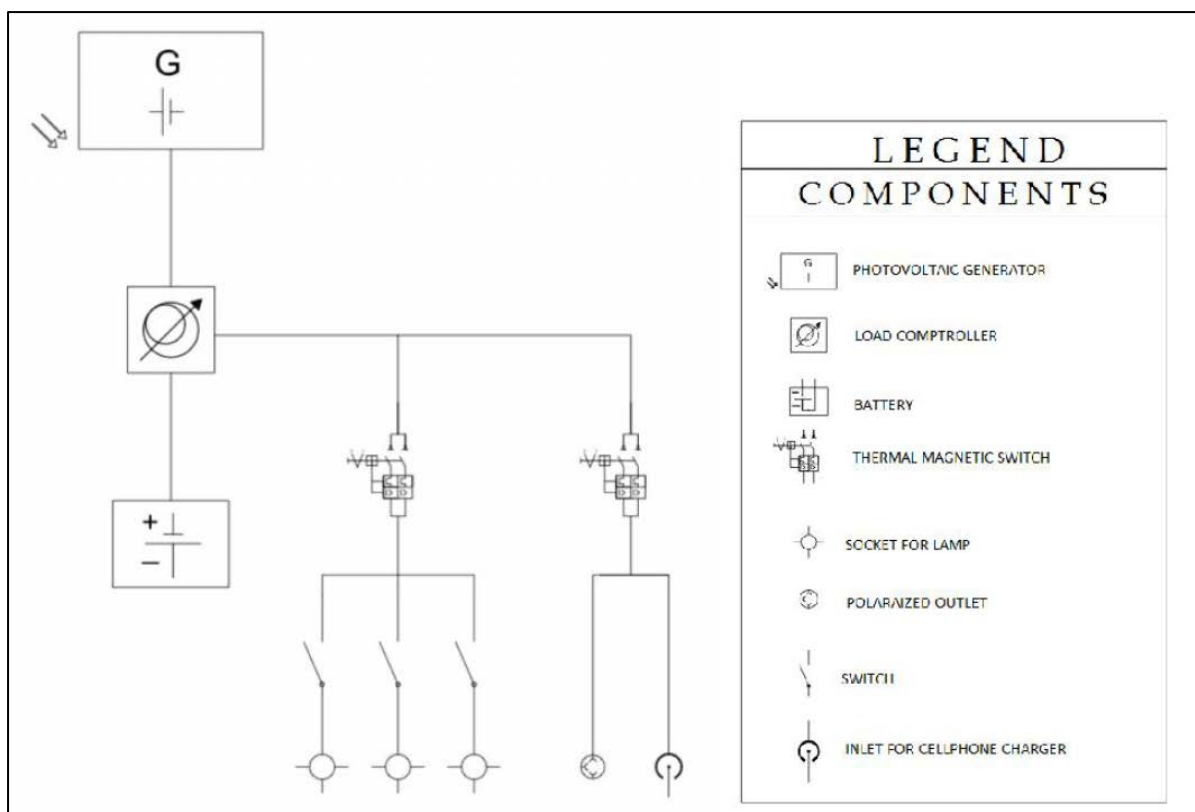 G
+
−
LEGEND
COMPONENTS
G
PHOTOVOLTAIC GENERATOR
LOAD COMPTROLLER
BATTERY
THERMAL MAGNETIC SWITCH
SOCKET FOR LAMP
POLARAIZED OUTLET
SWITCH
INLET FOR CELLPHONE CHARGER